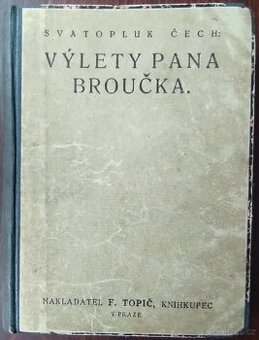 SVATOPLUK ČECH:
VÝLETY PANA
BROUČKA.
NAKLADATEL F. TOPIČ, KNIHKUPEC
V PRAZE